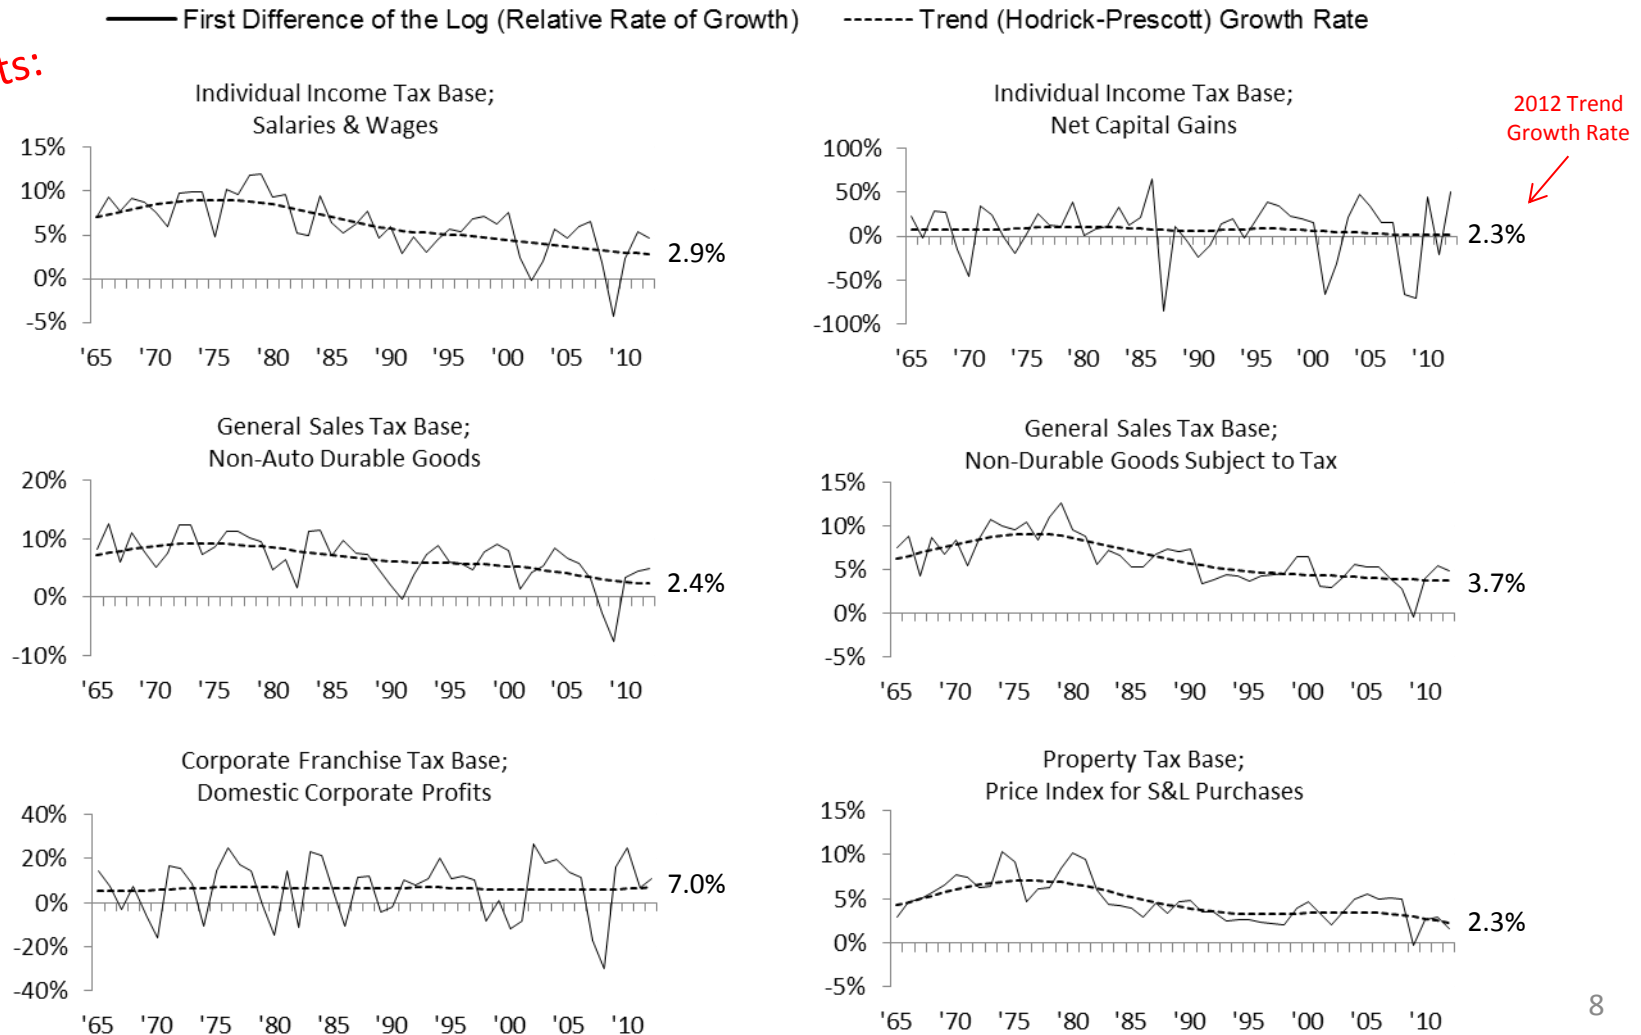 First Difference of the Log (Relative Rate of Growth) Trend (Hodrick-Prescott) Growth Rate
ts:
Individual Income Tax Base;
Salaries & Wages
15%
10%
5%
0%
-5%
2.9%
'65 '70 '75 '80 '85 '90 '95 '00 '05 '10
Individual Income Tax Base;
Net Capital Gains
2012 Trend
Growth Rate
100%
50%
0%
-50%
-100%
2.3%
'65 '70 '75 '80 '85 '90 '95 '00 '05 '10
General Sales Tax Base;
Non-Auto Durable Goods
20%
10%
0%
-10%
2.4%
'65 '70 '75 '80 '85 '90 '95 '00 '05 '10
General Sales Tax Base;
Non-Durable Goods Subject to Tax
15%
10%
5%
0%
-5%
3.7%
'65 '70 '75 '80 '85 '90 '95 '00 '05 '10
Corporate Franchise Tax Base;
Domestic Corporate Profits
40%
20%
0%
-20%
-40%
7.0%
'65 '70 '75 '80 '85 '90 '95 '00 '05 '10
Property Tax Base;
Price Index for S&L Purchases
15%
10%
5%
0%
-5%
2.3%
'65 '70 '75 '80 '85 '90 '95 '00 '05 '10
8